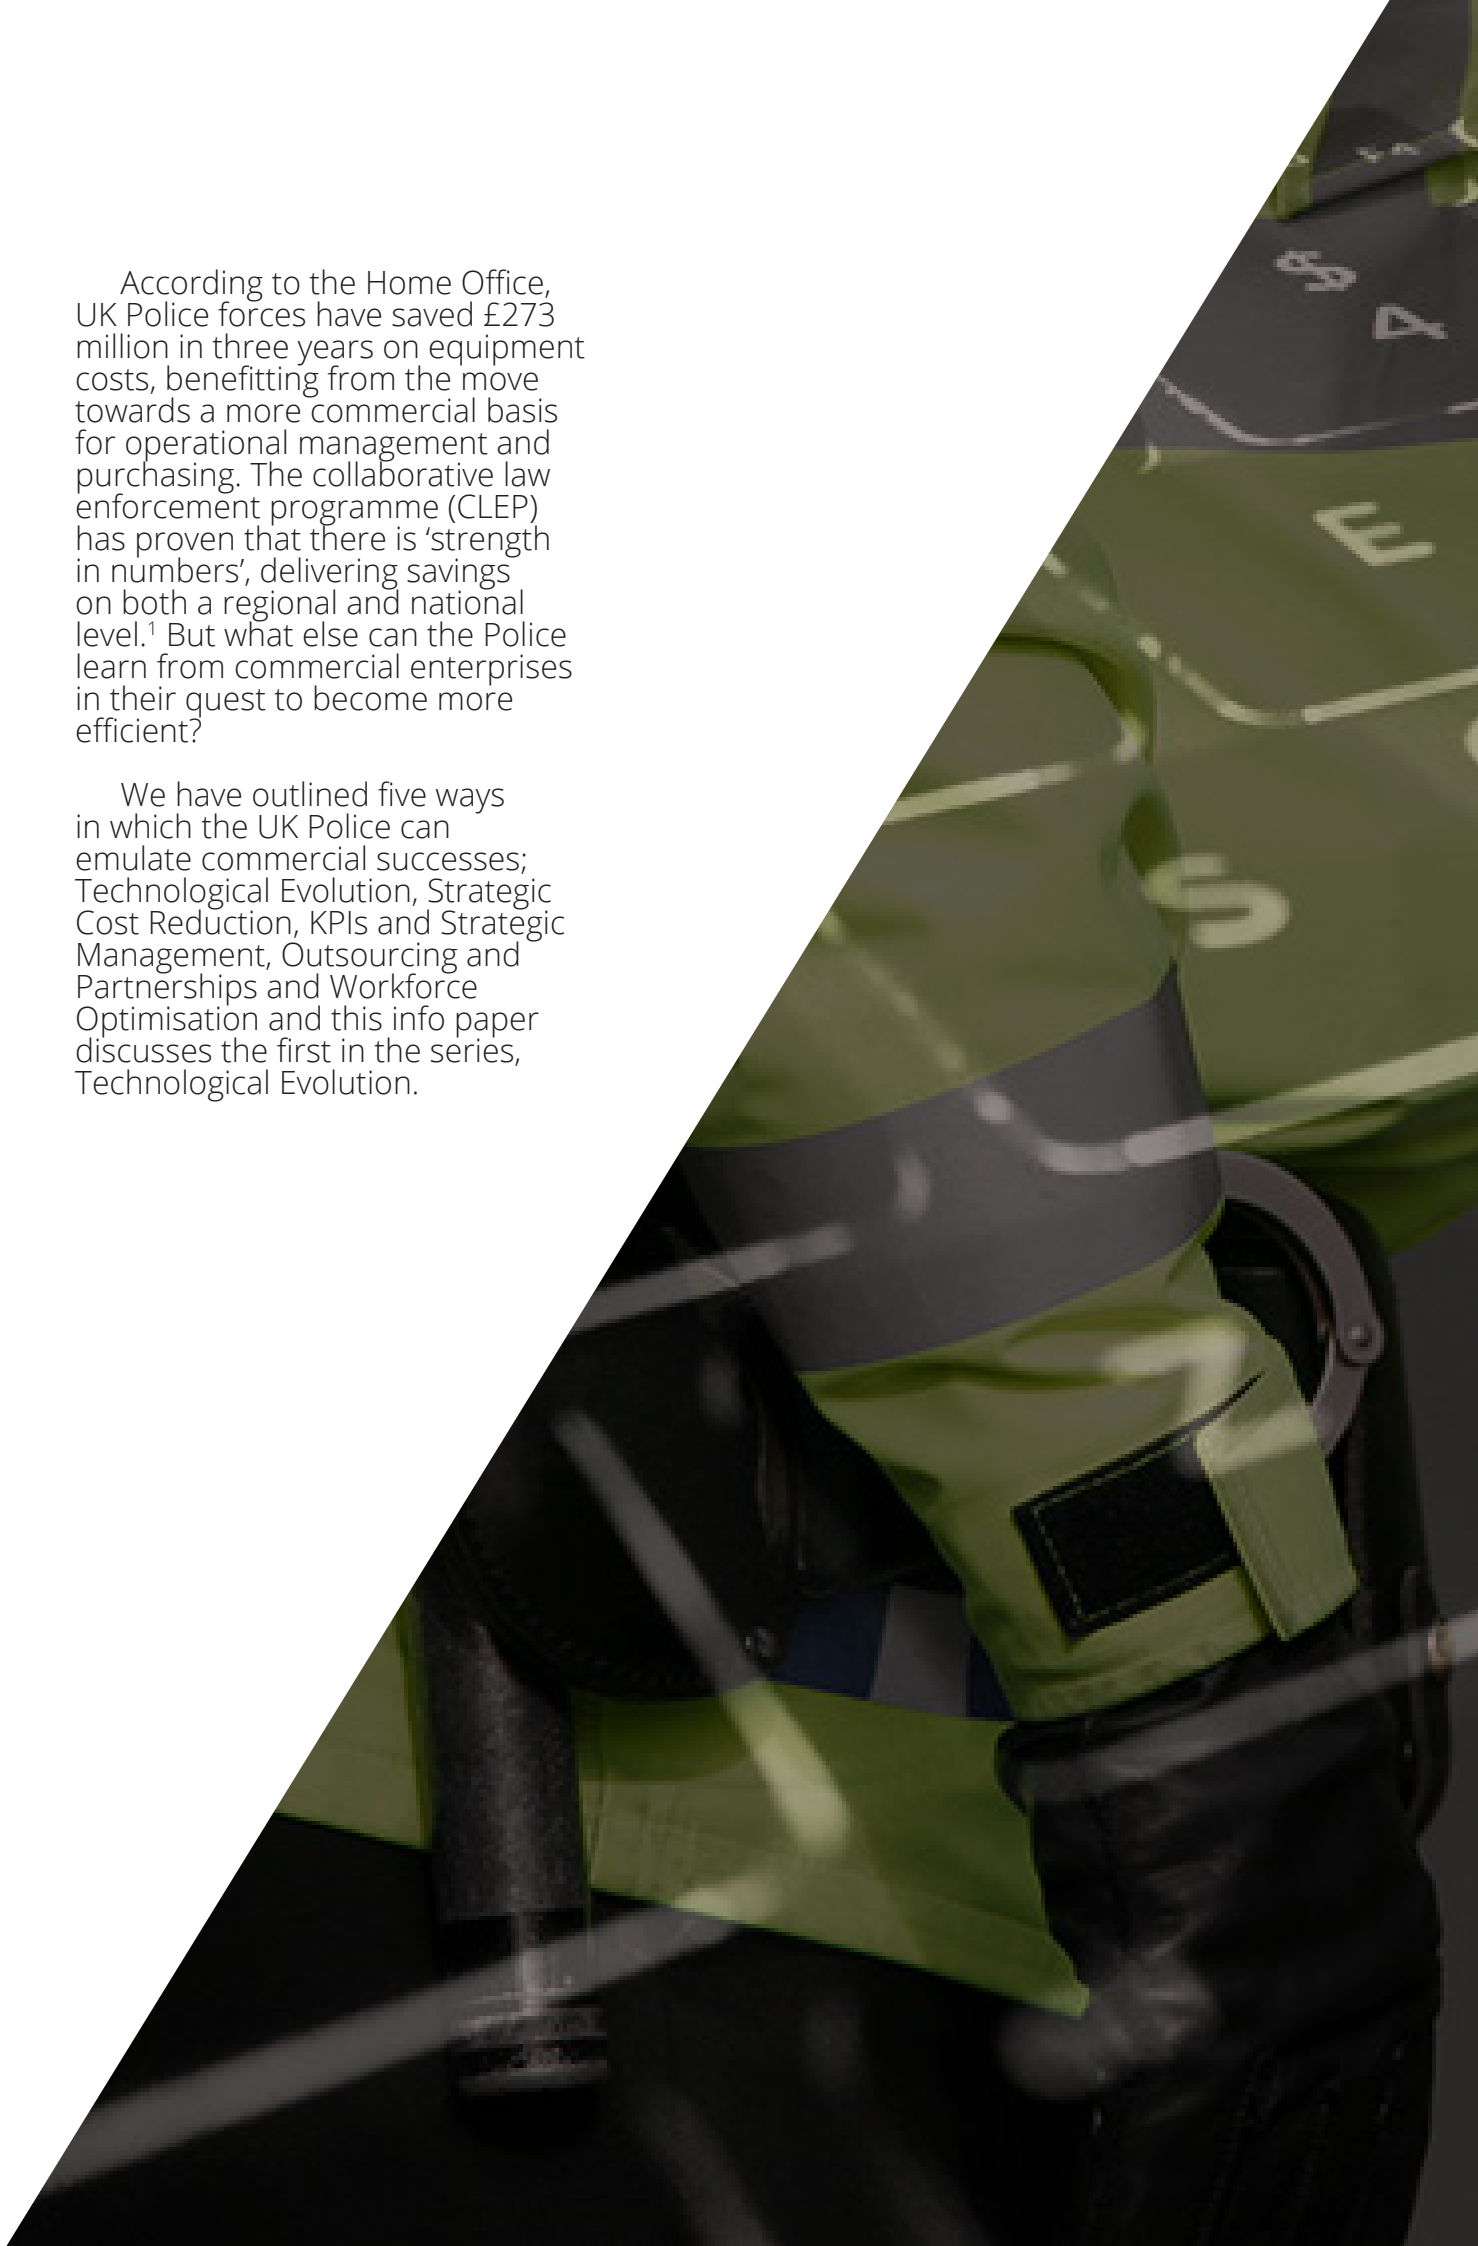 According to the Home Office,
UK Police forces have saved £273
million in three years on equipment
costs, benefitting from the move
towards a more commercial basis
for operational management and
purchasing. The collaborative law
enforcement programme (CLEP)
has proven that there is ‘strength
in numbers’, delivering savings
on both a regional and national
level.¹ But what else can the Police
learn from commercial enterprises
in their quest to become more
efficient?
We have outlined five ways
in which the UK Police can
emulate commercial successes;
Technological Evolution, Strategic
Cost Reduction, KPIs and Strategic
Management, Outsourcing and
Partnerships and Workforce
Optimisation and this info paper
discusses the first in the series,
Technological Evolution.
$
4
E
S